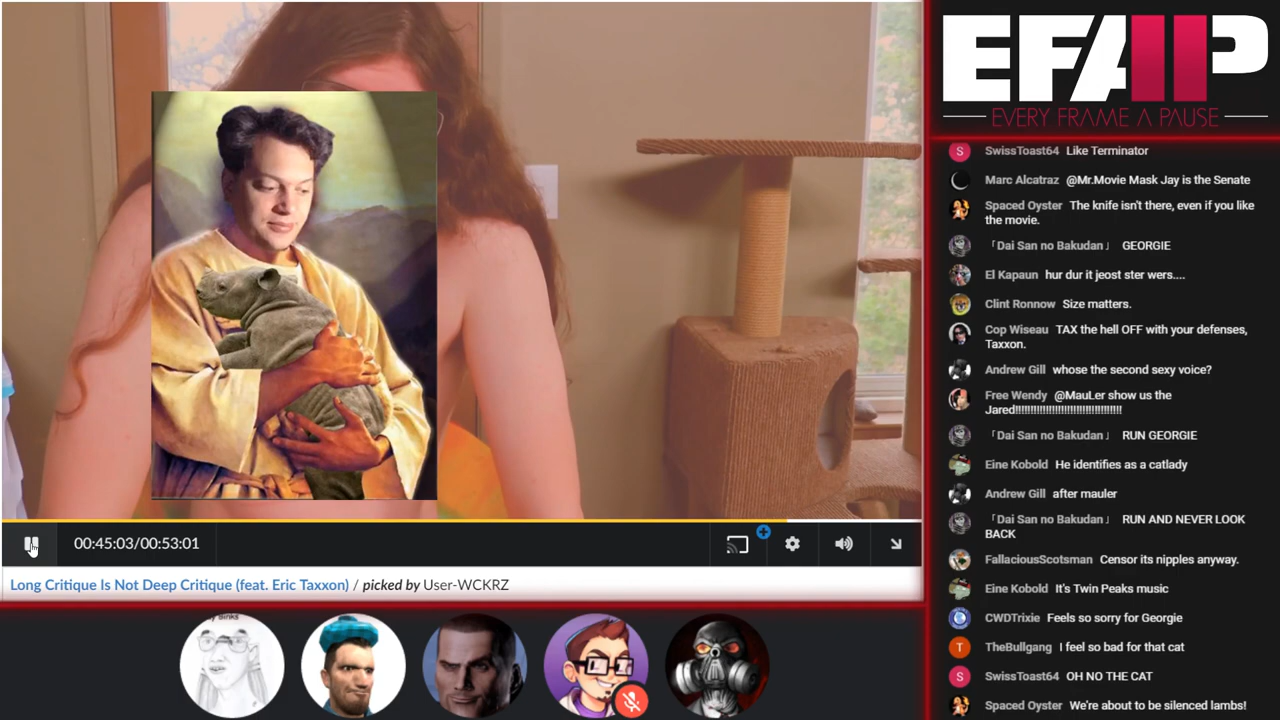 EFAP
EVERY FRAME A PAUSE
S SwissToast64 Like Terminator
Marc Alcatraz @Mr.Movie Mask Jay is the Senate
Spaced Oyster The knife isn't there, even if you like
the movie.
「Dai San no Bakudan」 GEORGIE
El Kapaun hur dur it jeost ster wers....
Clint Ronnow Size matters.
Cop Wiseau TAX the hell OFF with your defenses,
Taxxon.
Andrew Gill whose the second sexy voice?
Free Wendy @MauLer show us the
Jared!!!!!!!!!!!!!!!!!!!!!!!!!!!!!!!!!!!!
「Dai San no Bakudan」 RUN GEORGIE
Eine Kobold He identifies as a catlady
Andrew Gill after mauler
「Dai San no Bakudan」 RUN AND NEVER LOOK
BACK
FallaciousScotsman Censor its nipples anyway.
Eine Kobold It's Twin Peaks music
CWDTrixie Feels so sorry for Georgie
T TheBullgang I feel so bad for that cat
S SwissToast64 OH NO THE CAT
Spaced Oyster We're about to be silenced lambs!
00:45:03/00:53:01
Long Critique Is Not Deep Critique (feat. Eric Taxxon) / picked by User-WCKRZ